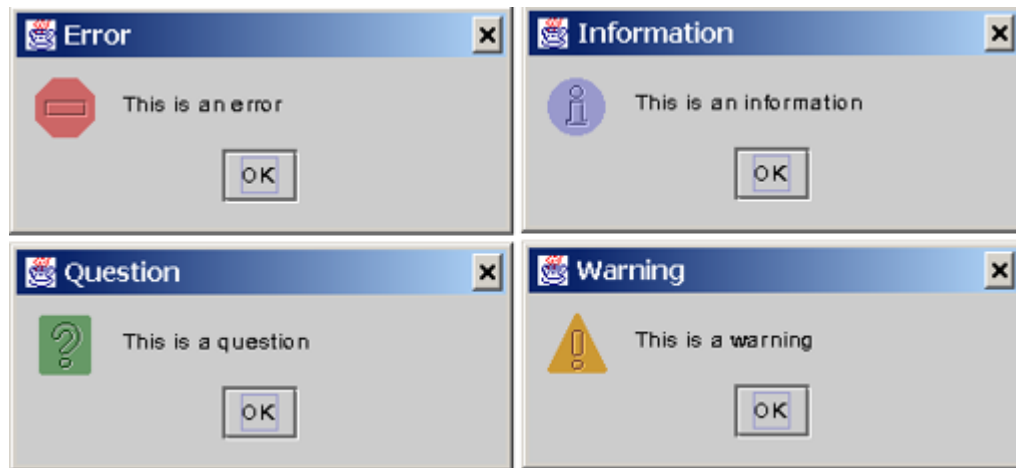 Error
This is an error
OK
Information
This is an information
OK
Question
This is a question
OK
Warning
This is a warning
OK